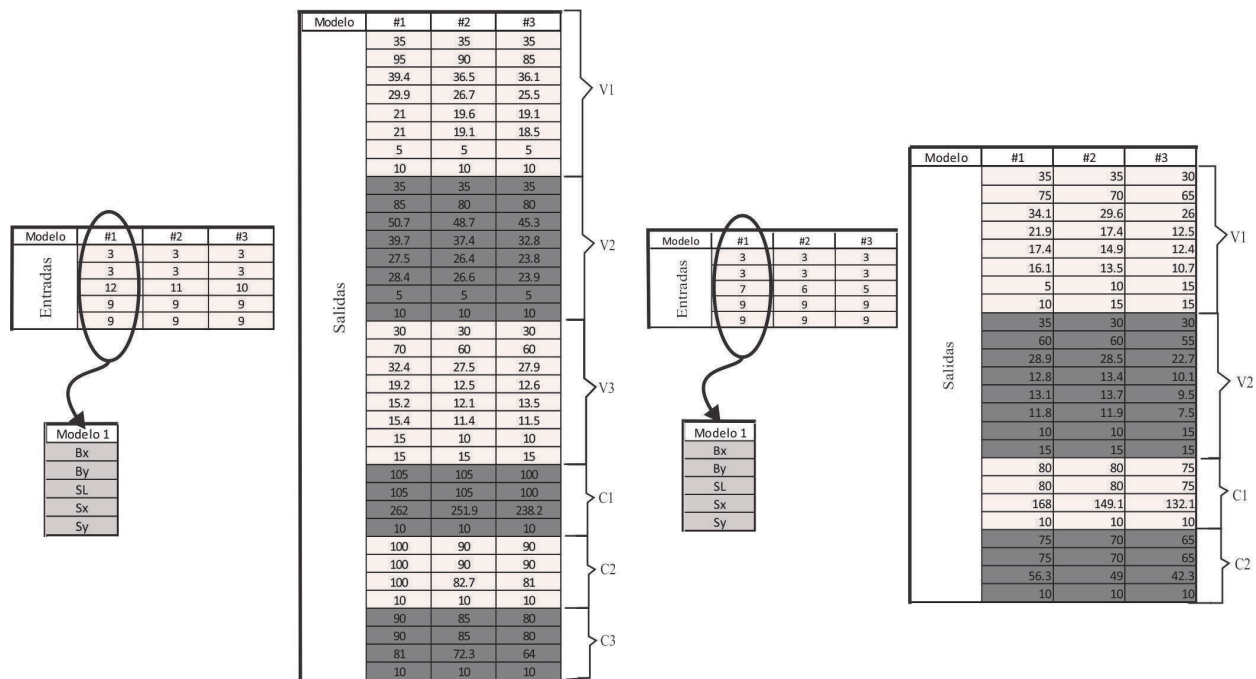 Modelo #1 #2 #3
Entradas
3 3 3
3 3 3
12 11 10
9 9 9
9 9 9
Modelo 1
Bx
By
SL
Sx
Sy
Modelo #1 #2 #3
Salidas
35 35 35
95 90 85
39.4 36.5 36.1
29.9 26.7 25.5
21 19.6 19.1
21 19.1 18.5
5 5 5
10 10 10
V1
35 35 35
85 80 80
50.7 48.7 45.3
39.7 37.4 32.8
27.5 26.4 23.8
28.4 26.6 23.9
5 5 5
10 10 10
V2
30 30 30
70 60 60
32.4 27.5 27.9
19.2 12.5 12.6
15.2 12.1 13.5
15.4 11.4 11.5
15 10 10
15 15 15
V3
105 105 100
105 105 100
262 251.9 238.2
10 10 10
C1
100 90 90
100 90 90
100 82.7 81
10 10 10
C2
90 85 80
90 85 80
81 72.3 64
10 10 10
C3
Modelo #1 #2 #3
Entradas
3 3 3
3 3 3
7 6 5
9 9 9
9 9 9
Modelo 1
Bx
By
SL
Sx
Sy
Modelo #1 #2 #3
Salidas
35 35 30
75 70 65
34.1 29.6 26
21.9 17.4 12.5
17.4 14.9 12.4
16.1 13.5 10.7
5 10 15
10 15 15
V1
35 30 30
60 60 55
28.9 28.5 22.7
12.8 13.4 10.1
13.1 13.7 9.5
11.8 11.9 7.5
10 10 15
15 15 15
V2
80 80 75
80 80 75
168 149.1 132.1
10 10 10
C1
75 70 65
75 70 65
56.3 49 42.3
10 10 10
C2